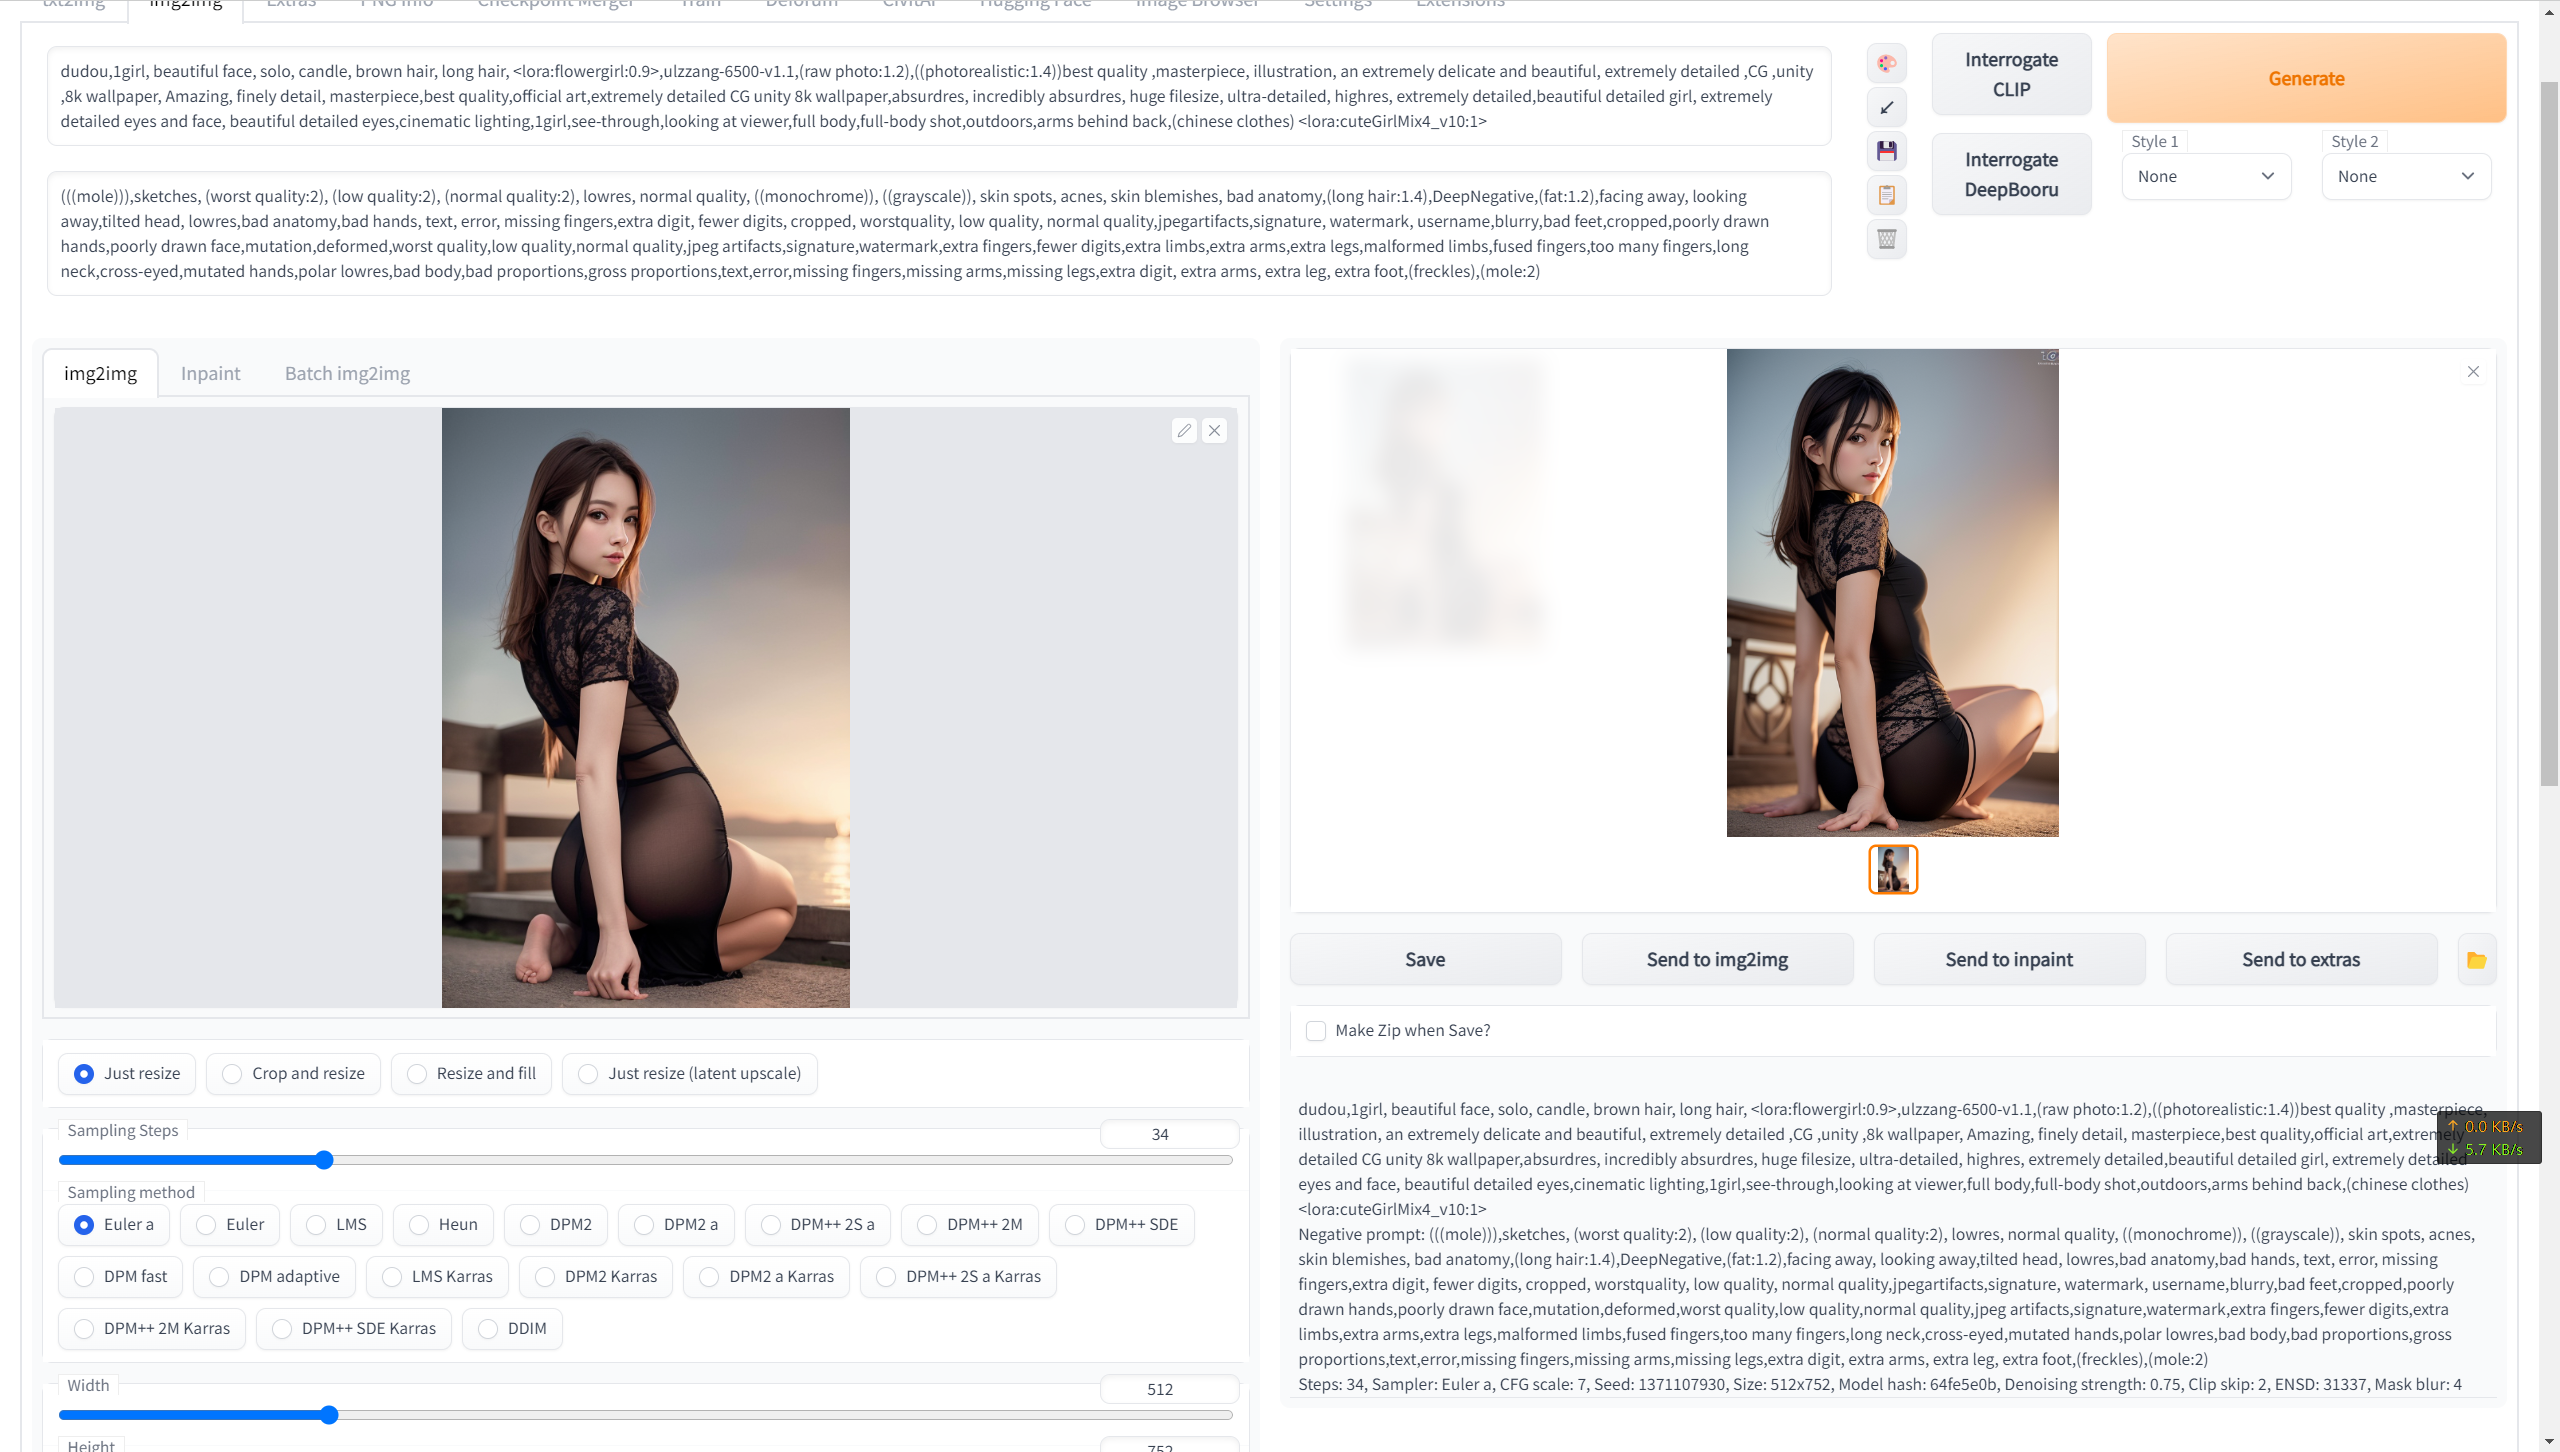 txt2img img2img Extras PNG Info Checkpoint Merger Train Deforum CivitAi Hugging Face Image Browser Settings Extensions
dudou,1girl, beautiful face, solo, candle, brown hair, long hair, <lora:flowergirl:0.9>,ulzzang-6500-v1.1,(raw photo:1.2),((photorealistic:1.4))best quality ,masterpiece, illustration, an extremely delicate and beautiful, extremely detailed ,CG ,unity
,8k wallpaper, Amazing, finely detail, masterpiece,best quality,official art,extremely detailed CG unity 8k wallpaper,absurdres, incredibly absurdres, huge filesize, ultra-detailed, highres, extremely detailed,beautiful detailed girl, extremely
detailed eyes and face, beautiful detailed eyes,cinematic lighting,1girl,see-through,looking at viewer,full body,full-body shot,outdoors,arms behind back,(chinese clothes) <lora:cuteGirlMix4_v10:1>
(((mole))),sketches, (worst quality:2), (low quality:2), (normal quality:2), lowres, normal quality, ((monochrome)), ((grayscale)), skin spots, acnes, skin blemishes, bad anatomy,(long hair:1.4),DeepNegative,(fat:1.2),facing away, looking
away,tilted head, lowres,bad anatomy,bad hands, text, error, missing fingers,extra digit, fewer digits, cropped, worstquality, low quality, normal quality,jpegartifacts,signature, watermark, username,blurry,bad feet,cropped,poorly drawn
hands,poorly drawn face,mutation,deformed,worst quality,low quality,normal quality,jpeg artifacts,signature,watermark,extra fingers,fewer digits,extra limbs,extra arms,extra legs,malformed limbs,fused fingers,too many fingers,long
neck,cross-eyed,mutated hands,polar lowres,bad body,bad proportions,gross proportions,text,error,missing fingers,missing arms,missing legs,extra digit, extra arms, extra leg, extra foot,(freckles),(mole:2)
Interrogate
CLIP
Interrogate
DeepBooru
Generate
Style 1
None
Style 2
None
img2img
Inpaint
Batch img2img
Just resize
Crop and resize
Resize and fill
Just resize (latent upscale)
Sampling Steps
34
Sampling method
Euler a
Euler
LMS
Heun
DPM2
DPM2 a
DPM++ 2S a
DPM++ 2M
DPM++ SDE
DPM fast
DPM adaptive
LMS Karras
DPM2 Karras
DPM2 a Karras
DPM++ 2S a Karras
DPM++ 2M Karras
DPM++ SDE Karras
DDIM
Width
512
Height
752
Save
Send to img2img
Send to inpaint
Send to extras
Make Zip when Save?
dudou,1girl, beautiful face, solo, candle, brown hair, long hair, <lora:flowergirl:0.9>,ulzzang-6500-v1.1,(raw photo:1.2),((photorealistic:1.4))best quality ,masterpiece,
illustration, an extremely delicate and beautiful, extremely detailed ,CG ,unity ,8k wallpaper, Amazing, finely detail, masterpiece,best quality,official art,extremely
detailed CG unity 8k wallpaper,absurdres, incredibly absurdres, huge filesize, ultra-detailed, highres, extremely detailed,beautiful detailed girl, extremely detailed
eyes and face, beautiful detailed eyes,cinematic lighting,1girl,see-through,looking at viewer,full body,full-body shot,outdoors,arms behind back,(chinese clothes)
<lora:cuteGirlMix4_v10:1>
Negative prompt: (((mole))),sketches, (worst quality:2), (low quality:2), (normal quality:2), lowres, normal quality, ((monochrome)), ((grayscale)), skin spots, acnes,
skin blemishes, bad anatomy,(long hair:1.4),DeepNegative,(fat:1.2),facing away, looking away,tilted head, lowres,bad anatomy,bad hands, text, error, missing
fingers,extra digit, fewer digits, cropped, worstquality, low quality, normal quality,jpegartifacts,signature, watermark, username,blurry,bad feet,cropped,poorly
drawn hands,poorly drawn face,mutation,deformed,worst quality,low quality,normal quality,jpeg artifacts,signature,watermark,extra fingers,fewer digits,extra
limbs,extra arms,extra legs,malformed limbs,fused fingers,too many fingers,long neck,cross-eyed,mutated hands,polar lowres,bad body,bad proportions,gross
proportions,text,error,missing fingers,missing arms,missing legs,extra digit, extra arms, extra leg, extra foot,(freckles),(mole:2)
Steps: 34, Sampler: Euler a, CFG scale: 7, Seed: 1371107930, Size: 512x752, Model hash: 64fe5e0b, Denoising strength: 0.75, Clip skip: 2, ENSD: 31337, Mask blur: 4
↑ 0.0 KB/s
↓ 5.7 KB/s